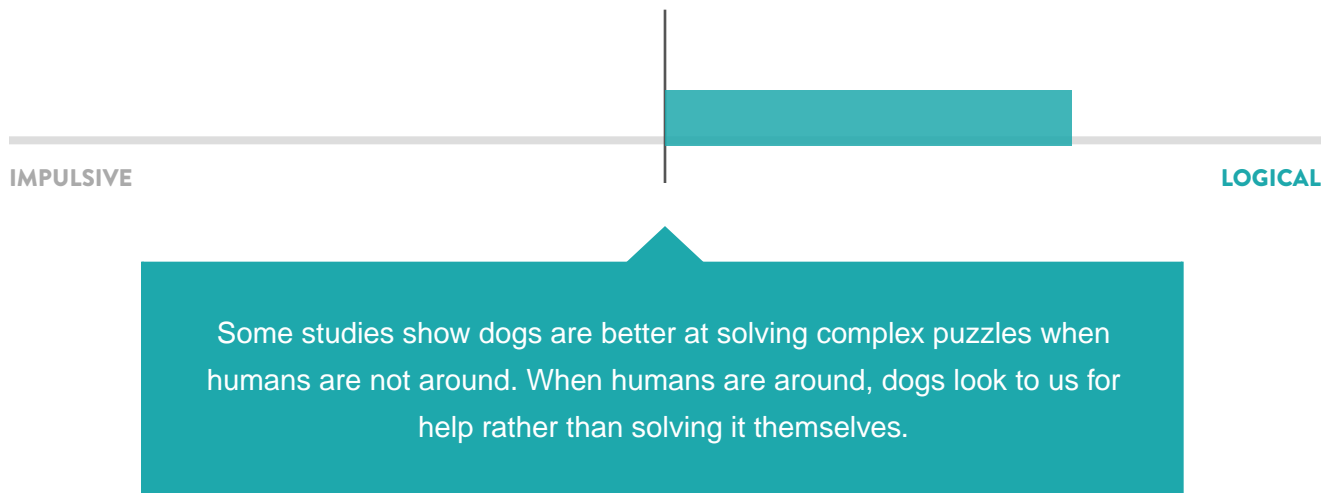 IMPULSIVE
LOGICAL
Some studies show dogs are better at solving complex puzzles when
humans are not around. When humans are around, dogs look to us for
help rather than solving it themselves.